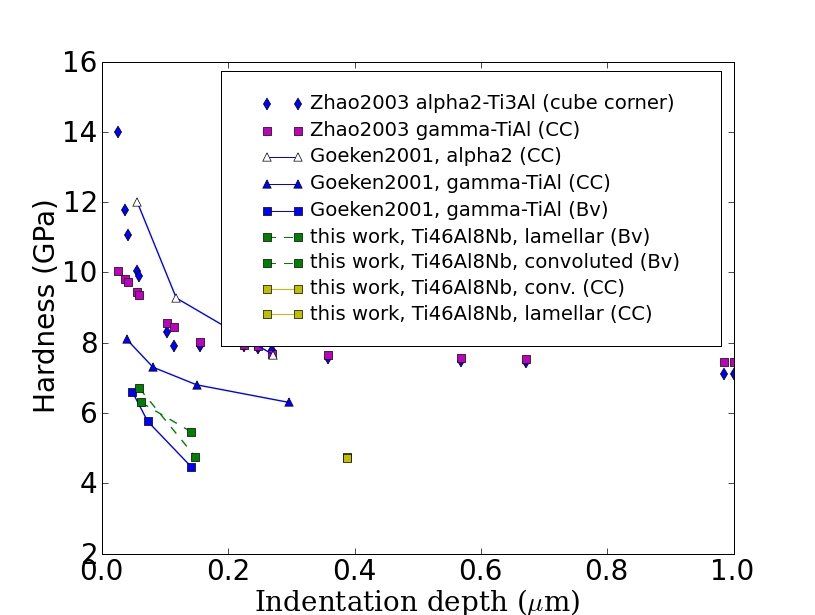 16
14
12
10
8
6
4
2
Hardness (GPa)
Zhao2003 alpha2-Ti3Al (cube corner)
Zhao2003 gamma-TiAl (CC)
Goeken2001, alpha2 (CC)
Goeken2001, gamma-TiAl (CC)
Goeken2001, gamma-TiAl (Bv)
this work, Ti46Al8Nb, lamellar (Bv)
this work, Ti46Al8Nb, convoluted (Bv)
this work, Ti46Al8Nb, conv. (CC)
this work, Ti46Al8Nb, lamellar (CC)
0.0 0.2 0.4 0.6 0.8 1.0
Indentation depth (μm)